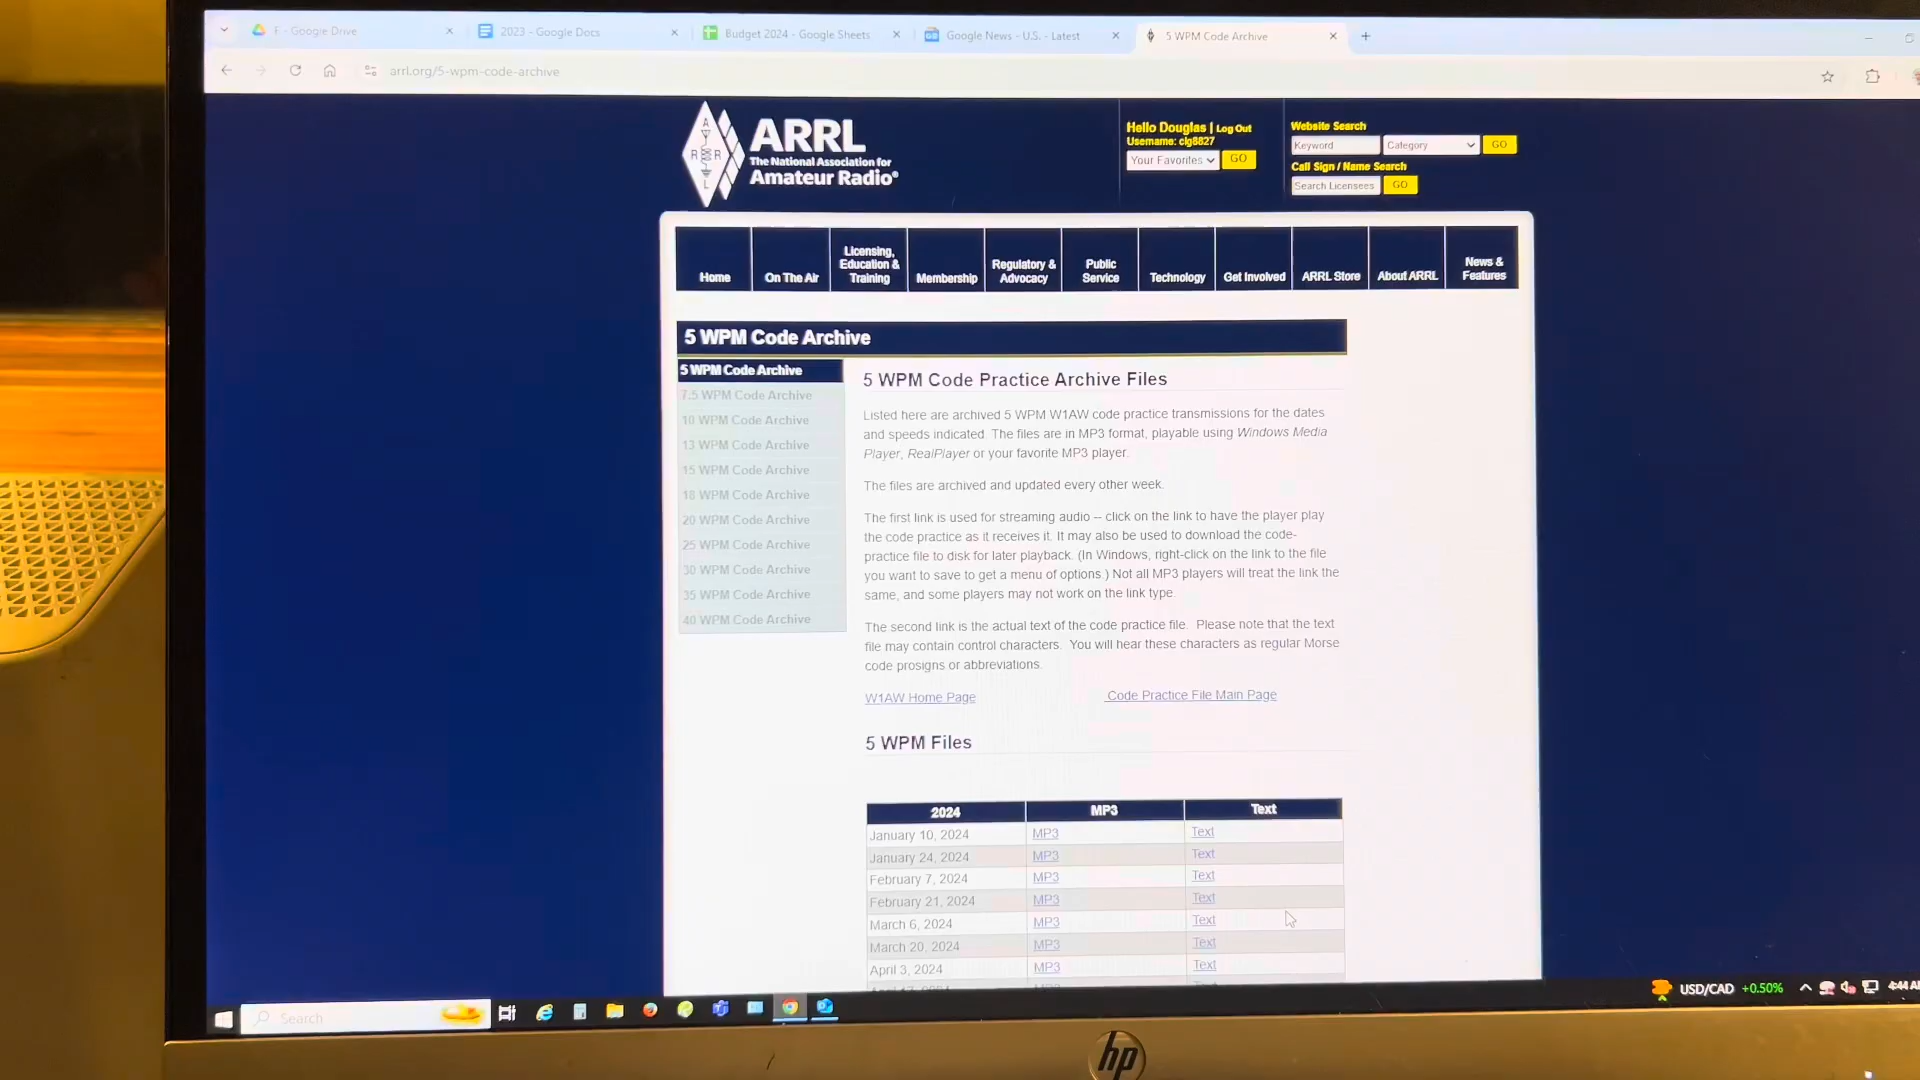 F - Google Drive
2023 - Google Docs
Budget 2024 - Google Sheets
Google News - U.S. - Latest
5 WPM Code Archive
arrl.org/5-wpm-code-archive
A
R R
L
ARRL
The National Association for
Amateur Radio®
Hello Douglas | Log Out
Username: clg8827
Your Favorites
GO
Website Search
Keyword
Category
GO
Call Sign / Name Search
Search Licensees
GO
Home
On The Air
Licensing,
Education &
Training
Membership
Regulatory &
Advocacy
Public
Service
Technology
Get Involved
ARRL Store
About ARRL
News &
Features
5 WPM Code Archive
5 WPM Code Archive
7.5 WPM Code Archive
10 WPM Code Archive
13 WPM Code Archive
15 WPM Code Archive
18 WPM Code Archive
20 WPM Code Archive
25 WPM Code Archive
30 WPM Code Archive
35 WPM Code Archive
40 WPM Code Archive
5 WPM Code Practice Archive Files
Listed here are archived 5 WPM W1AW code practice transmissions for the dates
and speeds indicated. The files are in MP3 format, playable using Windows Media
Player, RealPlayer or your favorite MP3 player.
The files are archived and updated every other week.
The first link is used for streaming audio -- click on the link to have the player play
the code practice as it receives it. It may also be used to download the code-
practice file to disk for later playback. (In Windows, right-click on the link to the file
you want to save to get a menu of options.) Not all MP3 players will treat the link the
same, and some players may not work on the link type.
The second link is the actual text of the code practice file. Please note that the text
file may contain control characters. You will hear these characters as regular Morse
code prosigns or abbreviations.
W1AW Home Page
Code Practice File Main Page
5 WPM Files
2024 MP3 Text
January 10, 2024 MP3 Text
January 24, 2024 MP3 Text
February 7, 2024 MP3 Text
February 21, 2024 MP3 Text
March 6, 2024 MP3 Text
March 20, 2024 MP3 Text
April 3, 2024 MP3 Text
Search
USD/CAD +0.50%
4:44 AM
hp